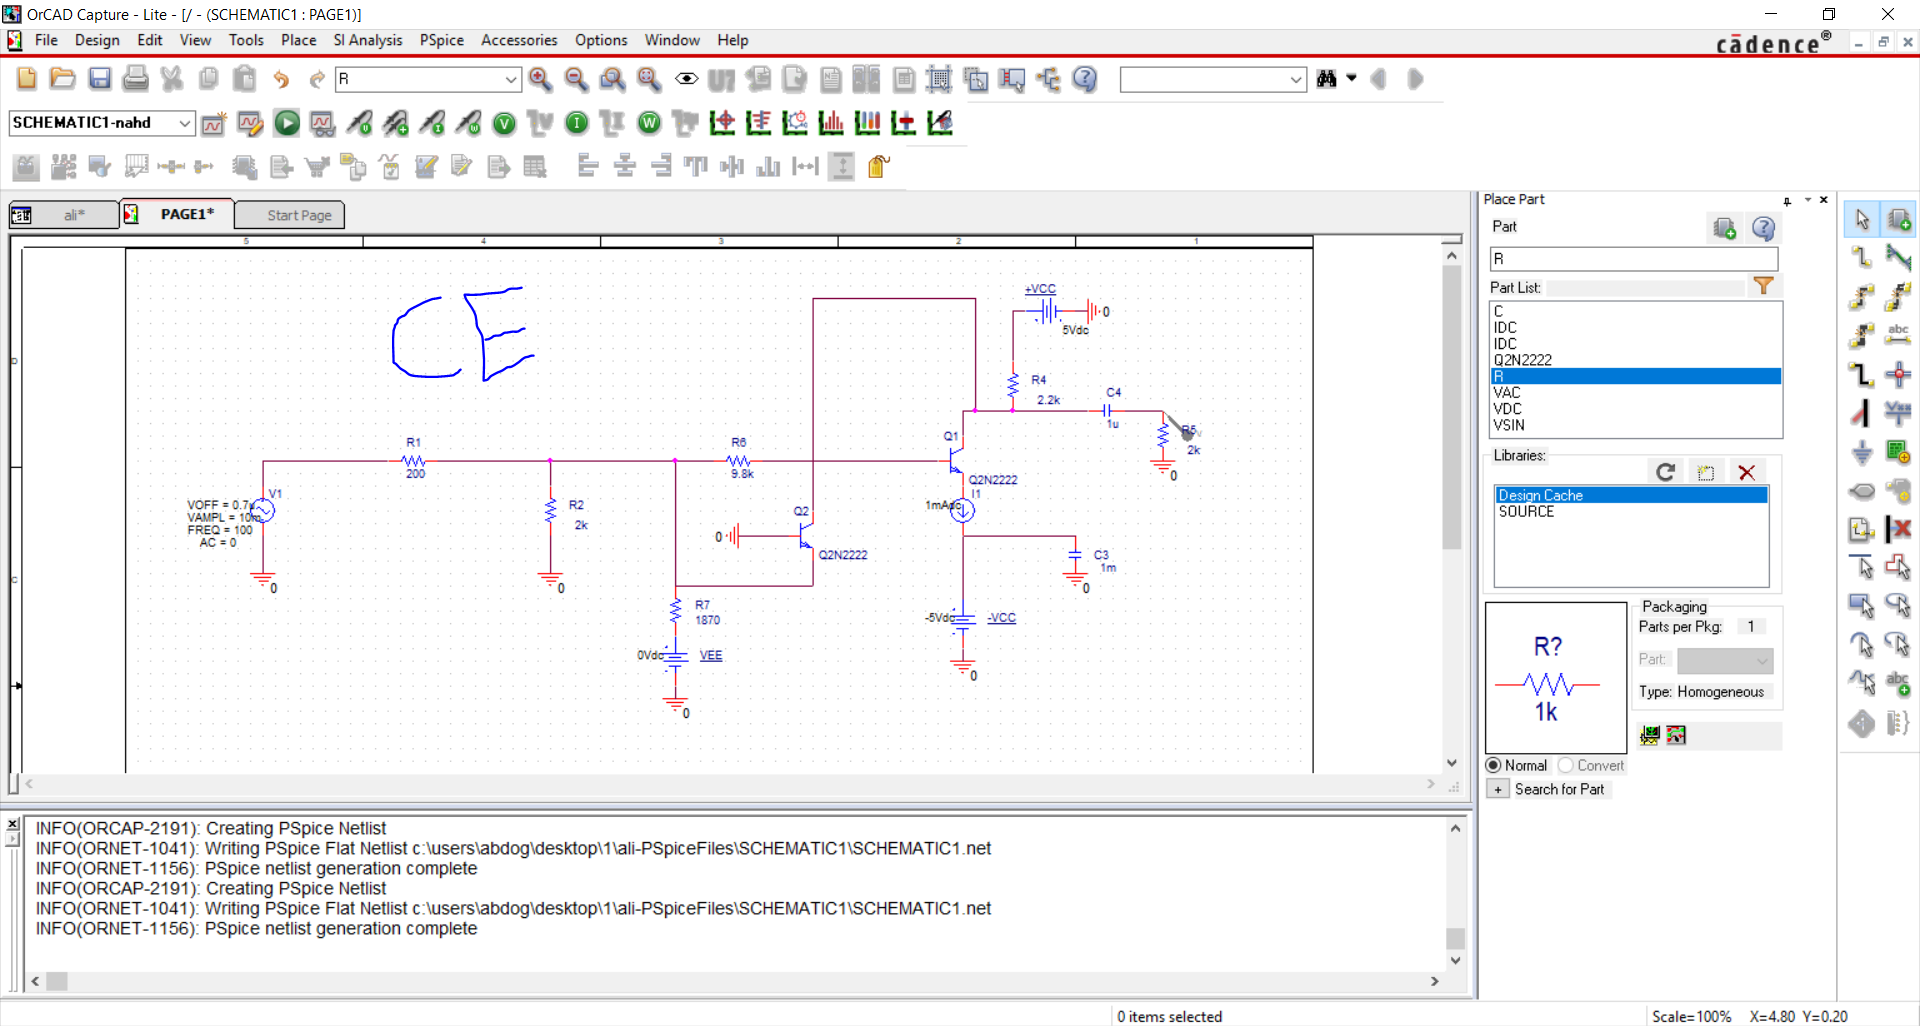 OrCAD Capture - Lite - [/ - (SCHEMATIC1 : PAGE1)]
File Design Edit View Tools Place SI Analysis PSpice Accessories Options Window Help
cādence®
R
SCHEMATIC1-nahd
ali* PAGE1* Start Page
5 4 3 2 1
D
C
CE
+VCC
0
5Vdc
R4
2.2k
C4
1u
R5
2k
0
R1
200
R6
9.8k
Q1
Q2N2222
I1
1mAdc
V1
VOFF = 0.7
VAMPL = 10m
FREQ = 100
AC = 0
0
R2
2k
0
Q2
0
Q2N2222
C3
1m
0
R7
1870
0Vdc
VEE
0
-5Vdc
-VCC
0
INFO(ORCAP-2191): Creating PSpice Netlist
INFO(ORNET-1041): Writing PSpice Flat Netlist c:\users\abdog\desktop\1\ali-PSpiceFiles\SCHEMATIC1\SCHEMATIC1.net
INFO(ORNET-1156): PSpice netlist generation complete
INFO(ORCAP-2191): Creating PSpice Netlist
INFO(ORNET-1041): Writing PSpice Flat Netlist c:\users\abdog\desktop\1\ali-PSpiceFiles\SCHEMATIC1\SCHEMATIC1.net
INFO(ORNET-1156): PSpice netlist generation complete
Place Part
Part
R
Part List:
C
IDC
IDC
Q2N2222
R
VAC
VDC
VSIN
Libraries:
Design Cache
SOURCE
R?
1k
Packaging
Parts per Pkg: 1
Part:
Type: Homogeneous
Normal Convert
+ Search for Part
0 items selected
Scale=100% X=4.80 Y=0.20